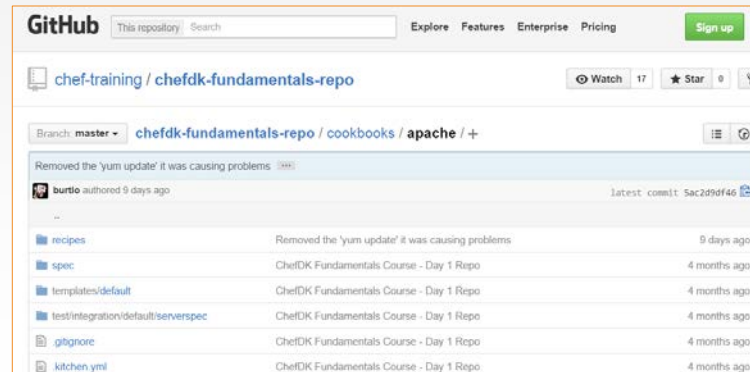 GitHub This repository Search Explore Features Enterprise Pricing Sign up
chef-training / chefdk-fundamentals-repo Watch 17 Star 0
Branch: master chefdk-fundamentals-repo / cookbooks / apache / +
Removed the 'yum update' it was causing problems ...
burtlo authored 9 days ago latest commit 5ac2d9df46
..
recipes Removed the 'yum update' it was causing problems 9 days ago
spec ChefDK Fundamentals Course - Day 1 Repo 4 months ago
templates/default ChefDK Fundamentals Course - Day 1 Repo 4 months ago
test/integration/default/serverspec ChefDK Fundamentals Course - Day 1 Repo 4 months ago
.gitignore ChefDK Fundamentals Course - Day 1 Repo 4 months ago
.kitchen.yml ChefDK Fundamentals Course - Day 1 Repo 4 months ago